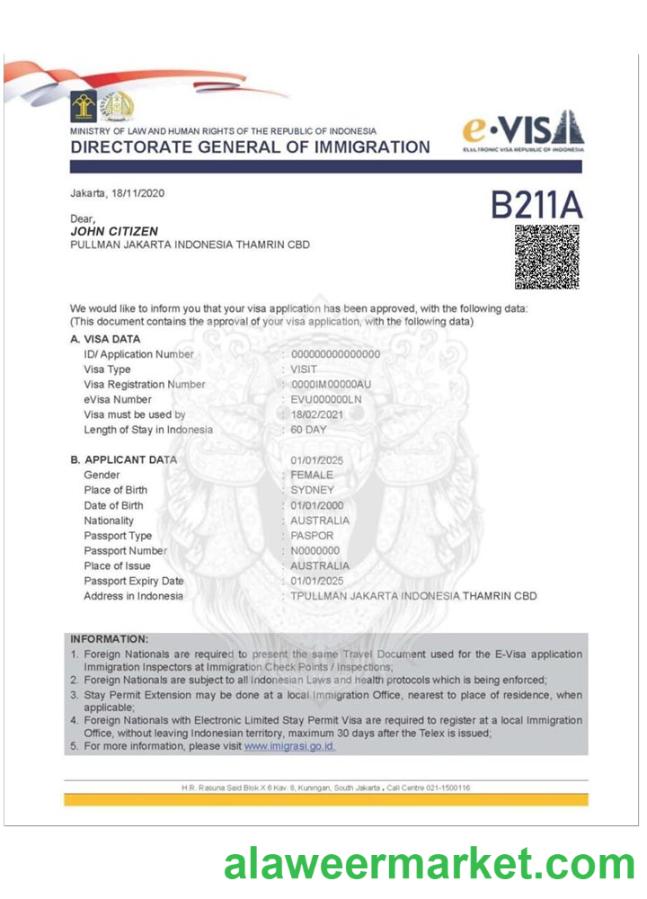 MINISTRY OF LAW AND HUMAN RIGHTS OF THE REPUBLIC OF INDONESIA
DIRECTORATE GENERAL OF IMMIGRATION
e-VISA
ELECTRONIC VISA REPUBLIC OF INDONESIA
Jakarta, 18/11/2020
B211A
Dear,
JOHN CITIZEN
PULLMAN JAKARTA INDONESIA THAMRIN CBD
We would like to inform you that your visa application has been approved, with the following data:
(This document contains the approval of your visa application, with the following data)
A. VISA DATA
ID/ Application Number : 000000000000000
Visa Type : VISIT
Visa Registration Number : 0000IM00000AU
eVisa Number : EVU000000LN
Visa must be used by : 18/02/2021
Length of Stay in Indonesia : 60 DAY
B. APPLICANT DATA 01/01/2025
Gender : FEMALE
Place of Birth : SYDNEY
Date of Birth : 01/01/2000
Nationality : AUSTRALIA
Passport Type : PASPOR
Passport Number : N0000000
Place of Issue : AUSTRALIA
Passport Expiry Date : 01/01/2025
Address in Indonesia : TPULLMAN JAKARTA INDONESIA THAMRIN CBD
INFORMATION:
1. Foreign Nationals are required to present the same Travel Document used for the E-Visa application
Immigration Inspectors at Immigration Check Points / Inspections;
2. Foreign Nationals are subject to all Indonesian Laws and health protocols which is being enforced;
3. Stay Permit Extension may be done at a local Immigration Office, nearest to place of residence, when
applicable;
4. Foreign Nationals with Electronic Limited Stay Permit Visa are required to register at a local Immigration
Office, without leaving Indonesian territory, maximum 30 days after the Telex is issued;
5. For more information, please visit www.imigrasi.go.id.
H.R. Rasuna Said Blok X 6 Kav. 8, Kuningan, South Jakarta , Call Centre 021-1500116
alaweermarket.com